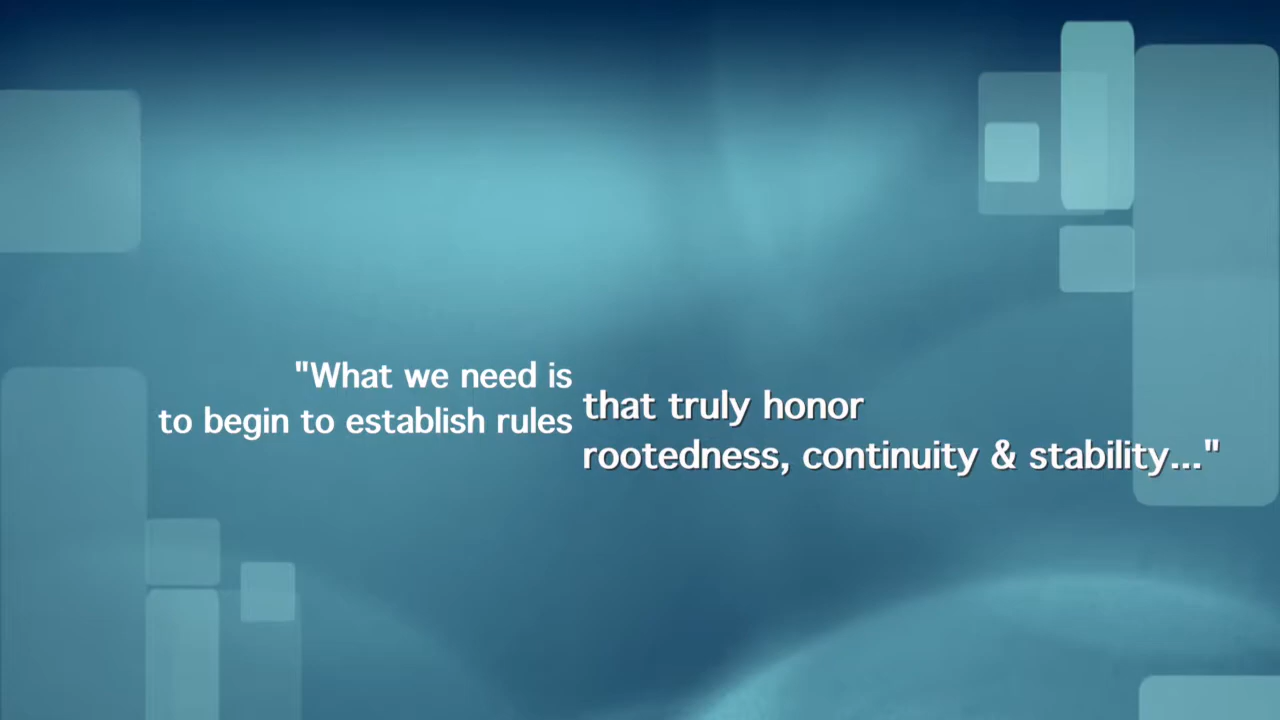 "What we need is
to begin to establish rules
that truly honor
rootedness, continuity & stability..."